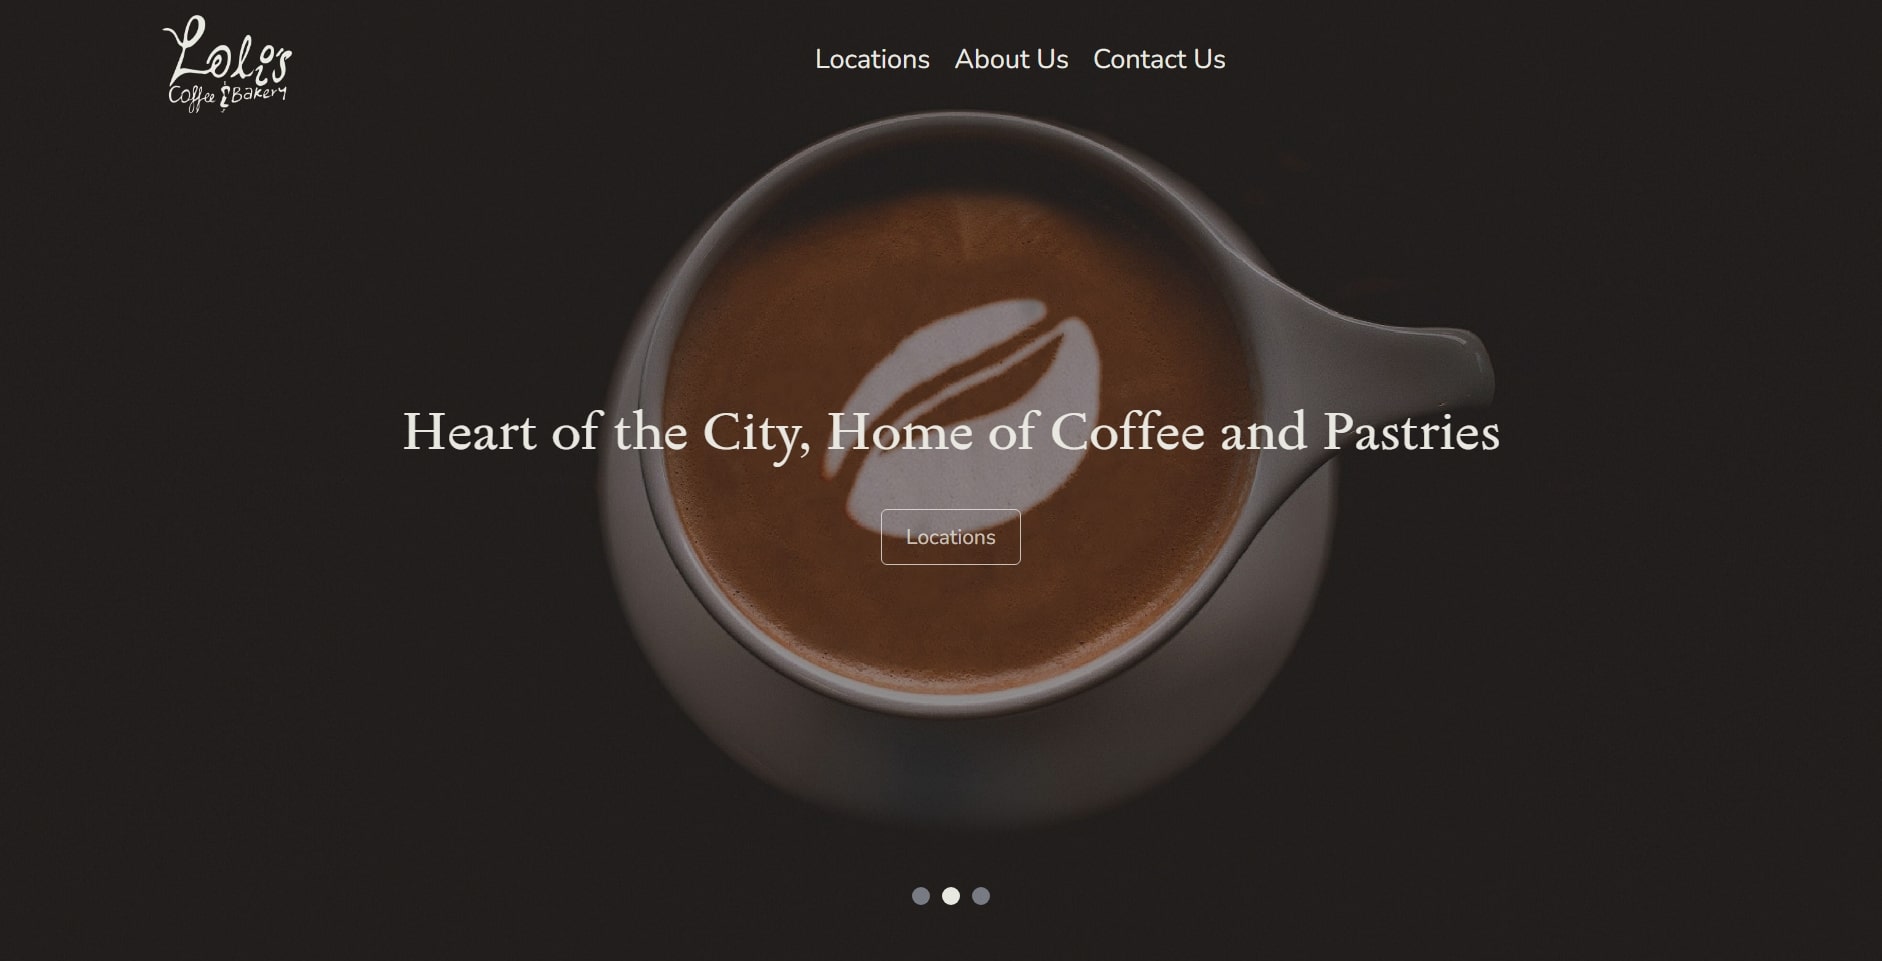 Loli's
Coffee & Bakery
Locations About Us Contact Us
Heart of the City, Home of Coffee and Pastries
Locations